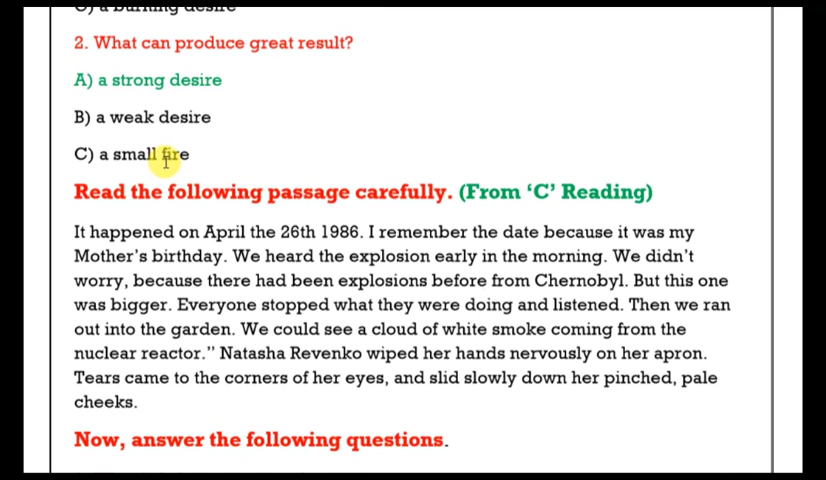 C) a burning desire
2. What can produce great result?
A) a strong desire
B) a weak desire
C) a small fire
Read the following passage carefully. (From ‘C’ Reading)
It happened on April the 26th 1986. I remember the date because it was my
Mother’s birthday. We heard the explosion early in the morning. We didn’t
worry, because there had been explosions before from Chernobyl. But this one
was bigger. Everyone stopped what they were doing and listened. Then we ran
out into the garden. We could see a cloud of white smoke coming from the
nuclear reactor.” Natasha Revenko wiped her hands nervously on her apron.
Tears came to the corners of her eyes, and slid slowly down her pinched, pale
cheeks.
Now, answer the following questions.